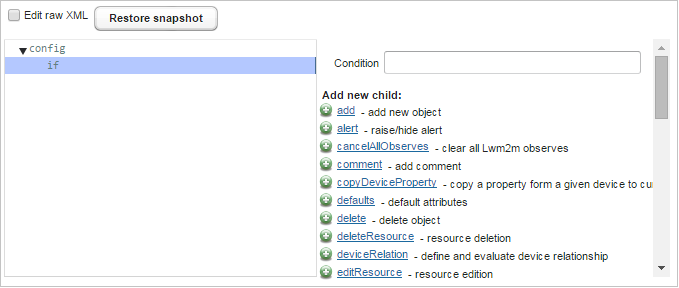 Edit raw XML Restore snapshot
config
if
Condition
Add new child:
add - add new object
alert - raise/hide alert
cancelAllObserves - clear all Lwm2m observes
comment - add comment
copyDeviceProperty - copy a property form a given device to cu
defaults - default attributes
delete - delete object
deleteResource - resource deletion
deviceRelation - define and evaluate device relationship
editResource - resource edition